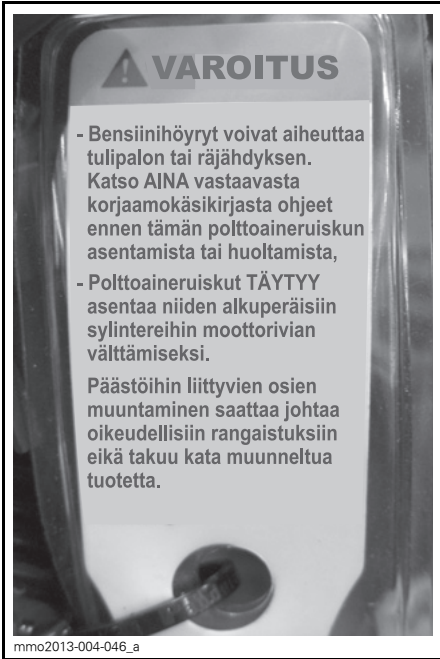 VAROITUS
- Bensiinihöyryt voivat aiheuttaa
tulipalon tai räjähdyksen.
Katso AINA vastaavasta
korjaamokäsikirjasta ohjeet
ennen tämän polttoaineruiskun
asentamista tai huoltamista,
- Polttoaineruiskut TÄYTYY
asentaa niiden alkuperäisiin
sylintereihin moottorivian
välttämiseksi.
Päästöihin liittyvien osien
muuntaminen saattaa johtaa
oikeudellisiin rangaistuksiin
eikä takuu kata muunneltua
tuotetta.
mmo2013-004-046_a